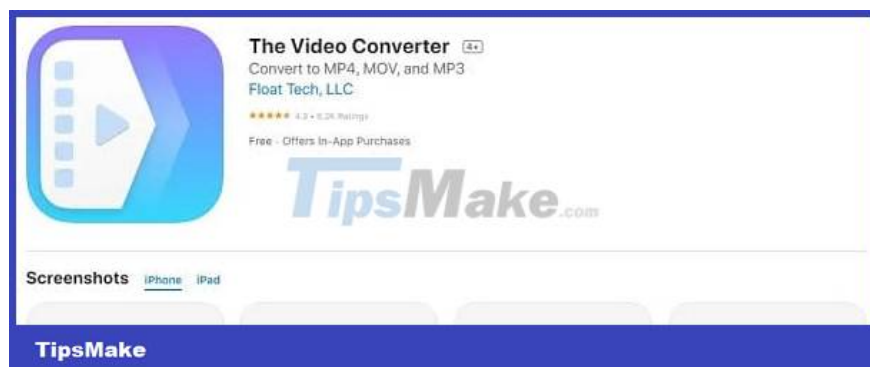 The Video Converter 4+
Convert to MP4, MOV, and MP3
Float Tech, LLC
Ratings
Free · Offers In-App Purchases
TipsMake.com
Screenshots iPhone iPad
TipsMake